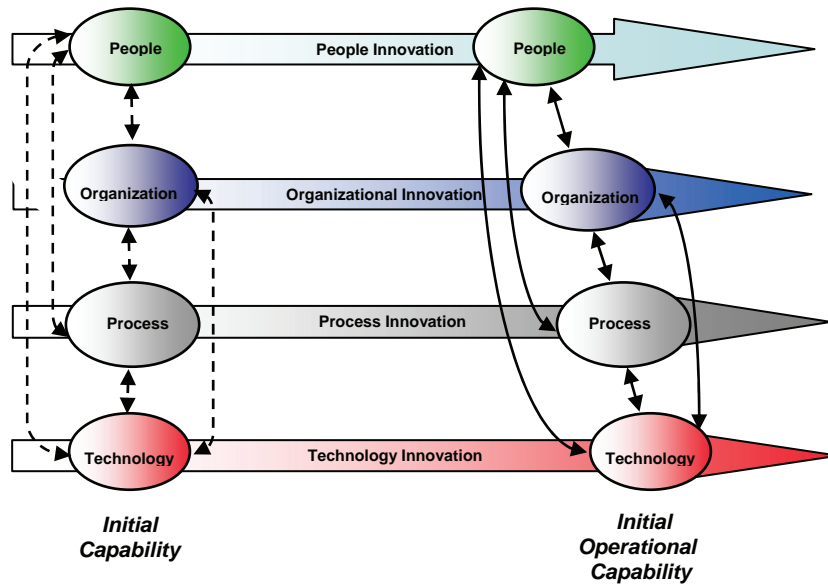 People People Innovation People
Organization Organizational Innovation Organization
Process Process Innovation Process
Technology Technology Innovation Technology
Initial
Capability
Initial
Operational
Capability